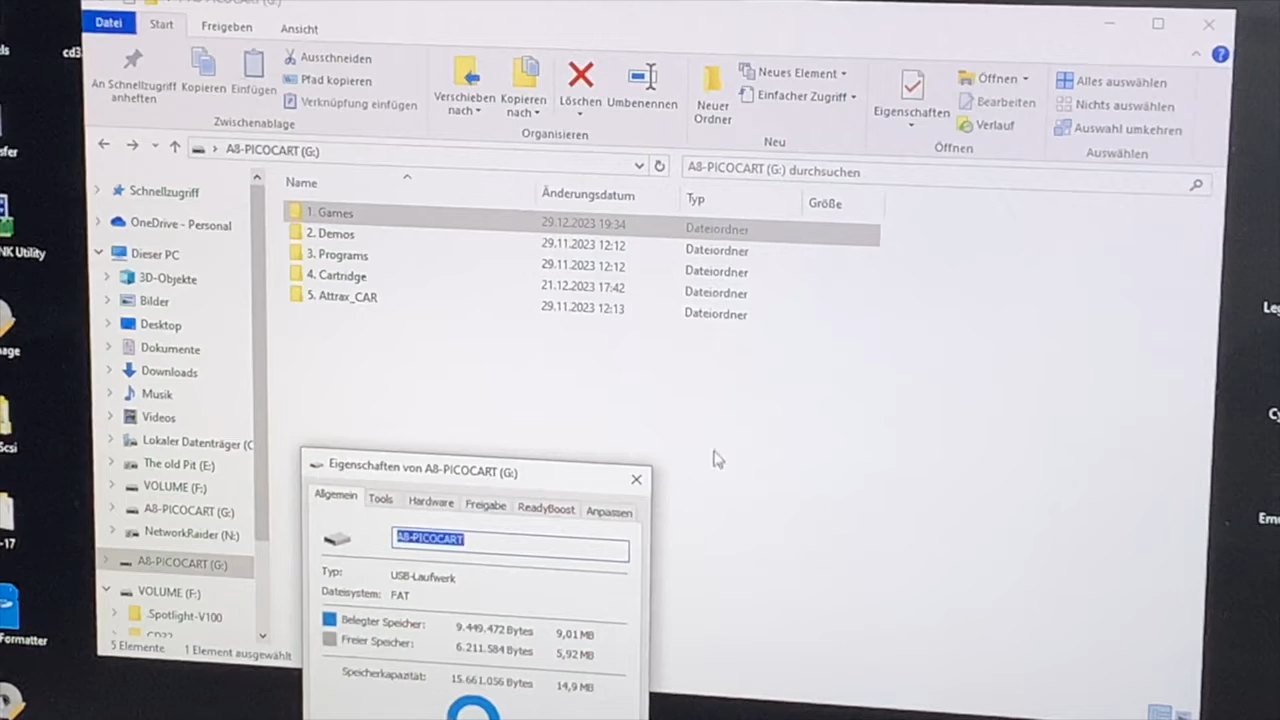 Datei Start Freigeben Ansicht
An Schnellzugriff anheften
Kopieren
Einfügen
Ausschneiden
Pfad kopieren
Verknüpfung einfügen
Zwischenablage
Verschieben nach
Kopieren nach
Löschen
Umbenennen
Organisieren
Neuer Ordner
Neues Element
Einfacher Zugriff
Neu
Eigenschaften
Öffnen
Bearbeiten
Verlauf
Öffnen
Alles auswählen
Nichts auswählen
Auswahl umkehren
Auswählen
A8-PICOCART (G:)
A8-PICOCART (G:) durchsuchen
Schnellzugriff
OneDrive - Personal
Dieser PC
3D-Objekte
Bilder
Desktop
Dokumente
Downloads
Musik
Videos
Lokaler Datenträger (C
The old Pit (E:)
VOLUME (F:)
A8-PICOCART (G:)
NetworkRaider (N:)
A8-PICOCART (G:)
VOLUME (F:)
.Spotlight-V100
5 Elemente 1 Element ausgewählt
Name Änderungsdatum Typ Größe
1. Games 29.12.2023 19:34 Dateiordner
2. Demos 29.11.2023 12:12 Dateiordner
3. Programs 29.11.2023 12:12 Dateiordner
4. Cartridge 21.12.2023 17:42 Dateiordner
5. Attrax_CAR 29.11.2023 12:13 Dateiordner
Eigenschaften von A8-PICOCART (G:)
Allgemein Tools Hardware Freigabe ReadyBoost Anpassen
A8-PICOCART
Typ: USB-Laufwerk
Dateisystem: FAT
Belegter Speicher: 9.449.472 Bytes 9,01 MB
Freier Speicher: 6.211.584 Bytes 5,92 MB
Speicherkapazität: 15.661.056 Bytes 14,9 MB
cd3
NK Utility
Formatter